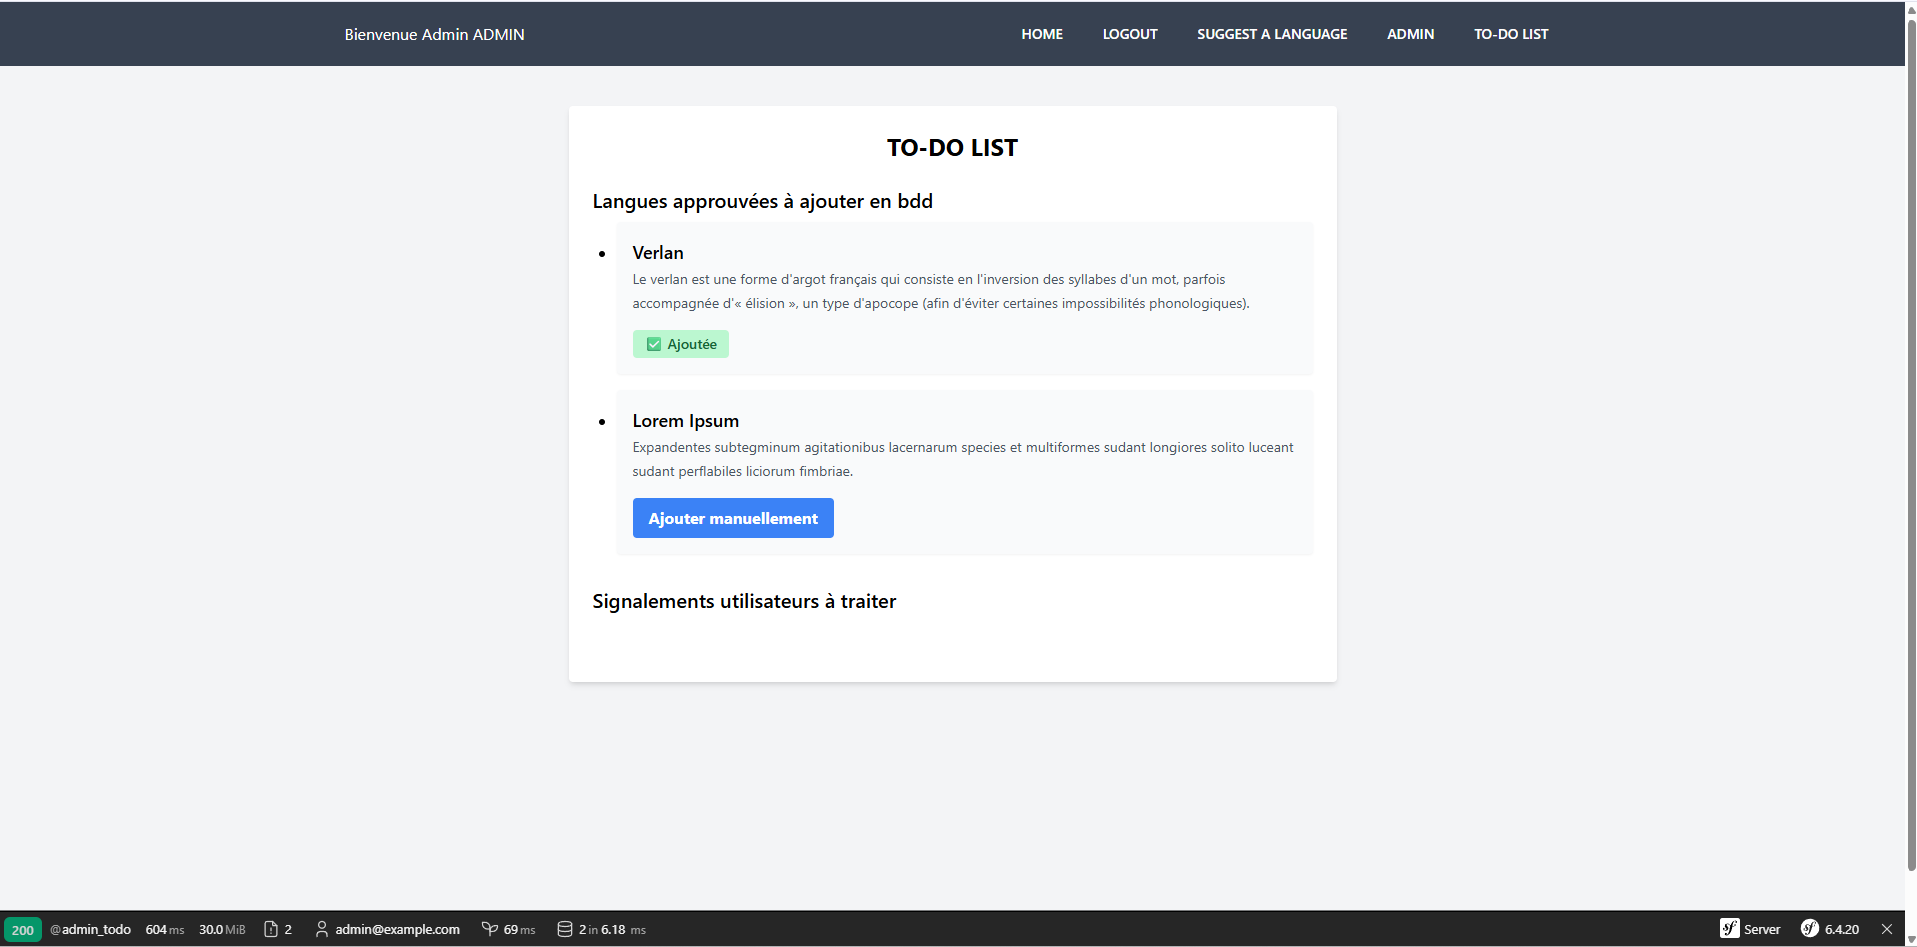 Bienvenue Admin ADMIN
HOME LOGOUT SUGGEST A LANGUAGE ADMIN TO-DO LIST
TO-DO LIST
Langues approuvées à ajouter en bdd
Verlan
Le verlan est une forme d'argot français qui consiste en l'inversion des syllabes d'un mot, parfois
accompagnée d'« élision », un type d'apocope (afin d'éviter certaines impossibilités phonologiques).
✅ Ajoutée
Lorem Ipsum
Expandentes subtegminum agitationibus lacernarum species et multiformes sudant longiores solito luceant
sudant perflabiles liciorum fimbriae.
Ajouter manuellement
Signalements utilisateurs à traiter
200 @admin_todo 604 ms 30.0 MiB 2 admin@example.com 69 ms 2 in 6.18 ms sf Server sf 6.4.20